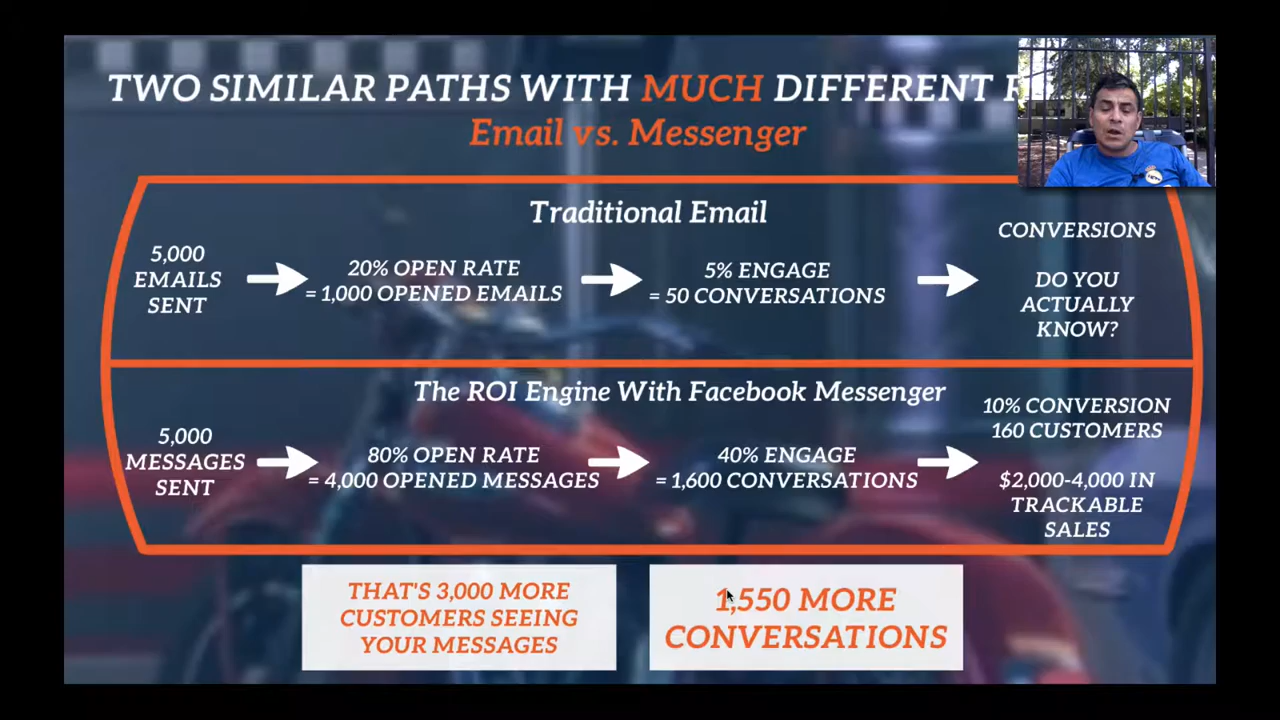 TWO SIMILAR PATHS WITH MUCH DIFFERENT
Email vs. Messenger
Traditional Email
5,000
EMAILS
SENT
20% OPEN RATE
= 1,000 OPENED EMAILS
5% ENGAGE
= 50 CONVERSATIONS
CONVERSIONS
DO YOU
ACTUALLY
KNOW?
The ROI Engine With Facebook Messenger
5,000
MESSAGES
SENT
80% OPEN RATE
= 4,000 OPENED MESSAGES
40% ENGAGE
= 1,600 CONVERSATIONS
10% CONVERSION
160 CUSTOMERS
$2,000-4,000 IN
TRACKABLE
SALES
THAT'S 3,000 MORE
CUSTOMERS SEEING
YOUR MESSAGES
1,550 MORE
CONVERSATIONS